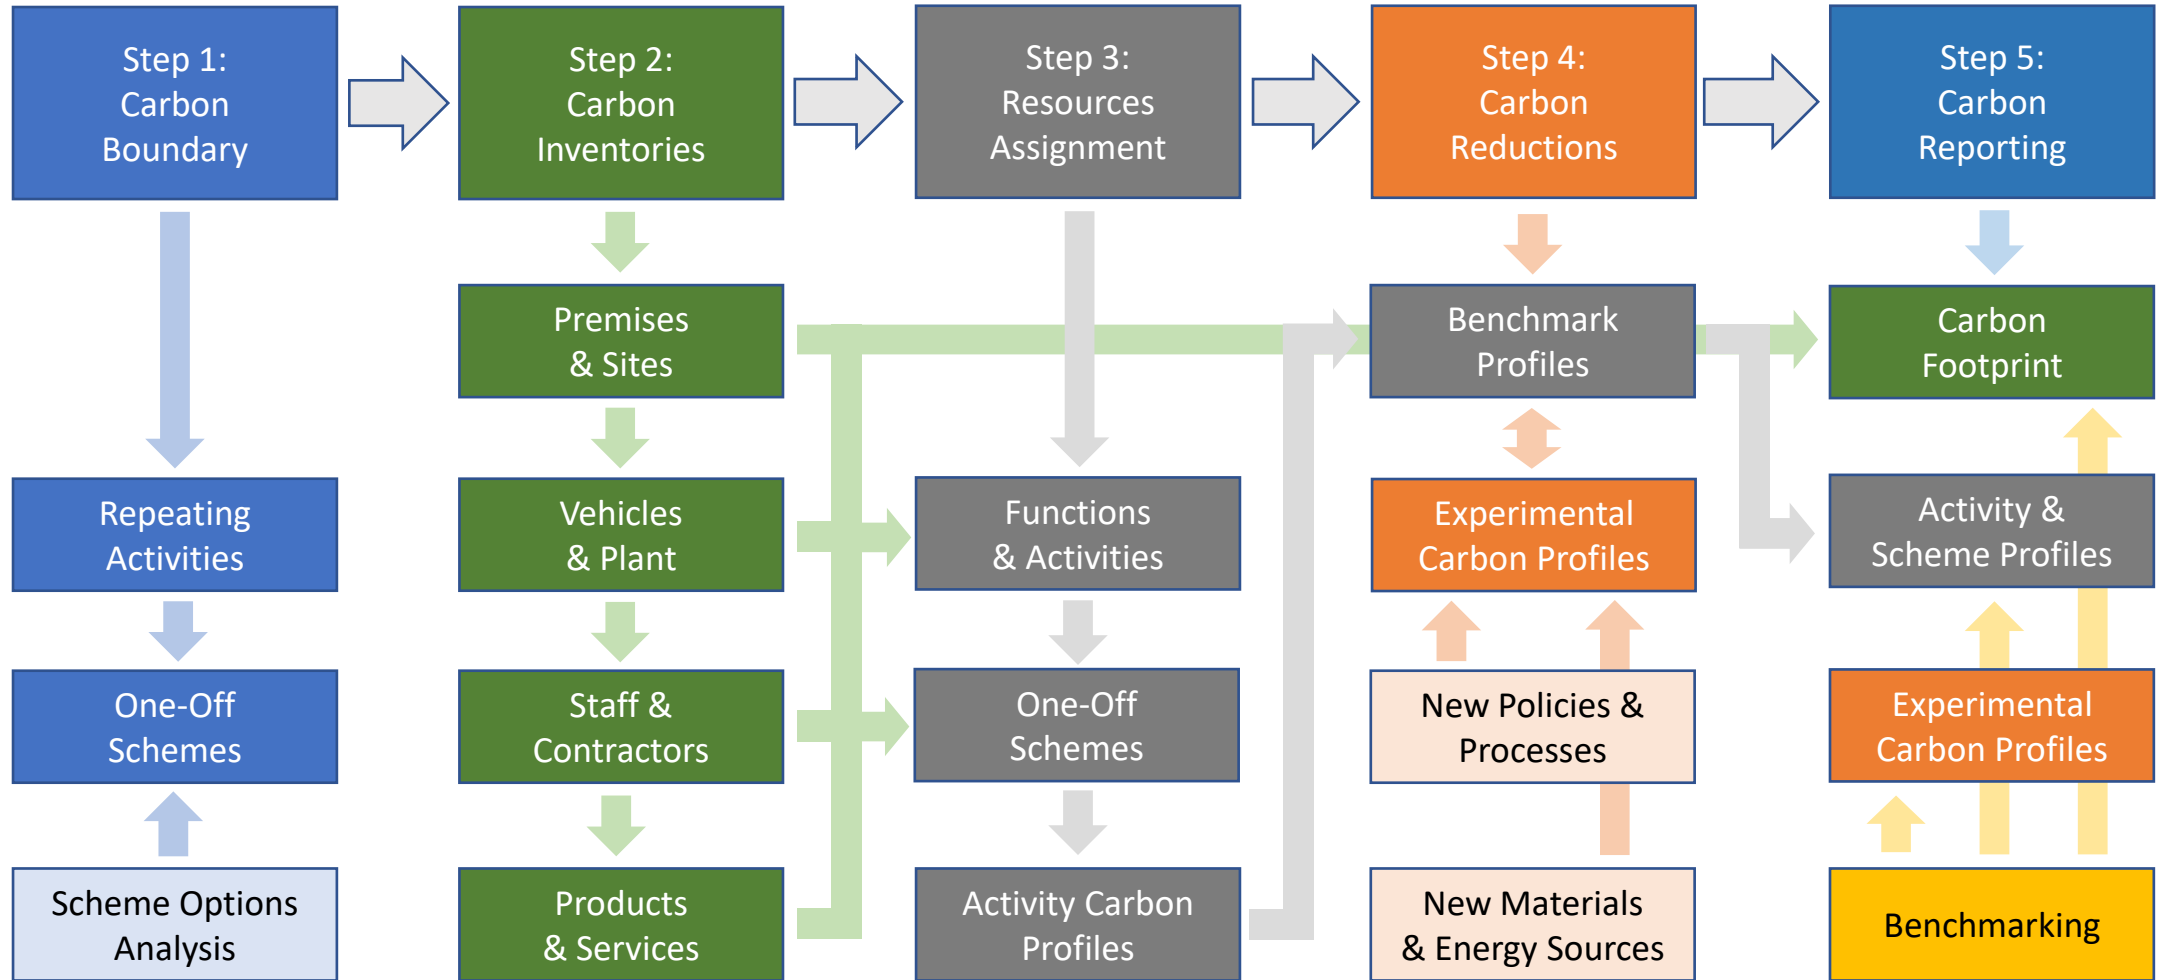 Step 1:
Carbon
Boundary
Step 2:
Carbon
Inventories
Step 3:
Resources
Assignment
Step 4:
Carbon
Reductions
Step 5:
Carbon
Reporting
Premises
& Sites
Benchmark
Profiles
Carbon
Footprint
Repeating
Activities
Vehicles
& Plant
Functions
& Activities
Experimental
Carbon Profiles
Activity &
Scheme Profiles
One-Off
Schemes
Staff &
Contractors
One-Off
Schemes
New Policies &
Processes
Experimental
Carbon Profiles
Scheme Options
Analysis
Products
& Services
Activity Carbon
Profiles
New Materials
& Energy Sources
Benchmarking